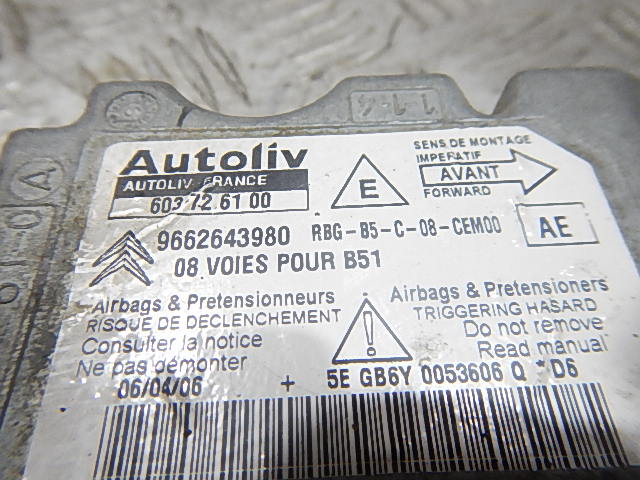 Autoliv
AUTOLIV FRANCE
603 72 61 00
E
SENS DE MONTAGE
IMPERATIF
AVANT
FORWARD
9662643980 RBG-B5-C-08-CEM00
AE
08 VOIES POUR B51
Airbags & Pretensionneurs
RISQUE DE DECLENCHEMENT
Consulter la notice
Ne pas démonter
Airbags & Pretensioners
TRIGGERING HASARD
Do not remove
Read manual
06/04/06 + 5E GB6Y 0053606 Q *D6
A